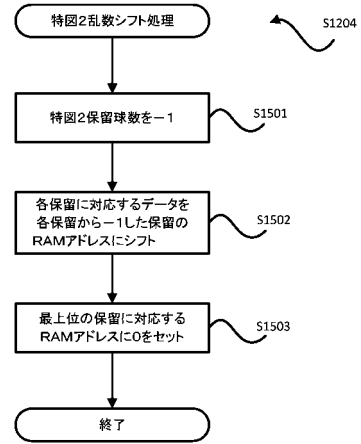 特図2乱数シフト処理
S1204
特図2保留球数を－1
S1501
各保留に対応するデータを
各保留から－1した保留の
RAMアドレスにシフト
S1502
最上位の保留に対応する
RAMアドレスに0をセット
S1503
終了